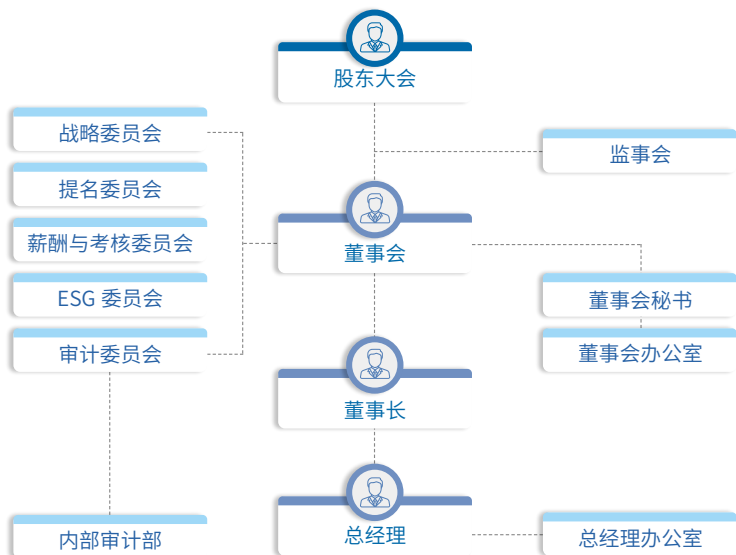 股东大会
战略委员会
监事会
提名委员会
薪酬与考核委员会
董事会
ESG 委员会
董事会秘书
审计委员会
董事会办公室
董事长
内部审计部
总经理
总经理办公室